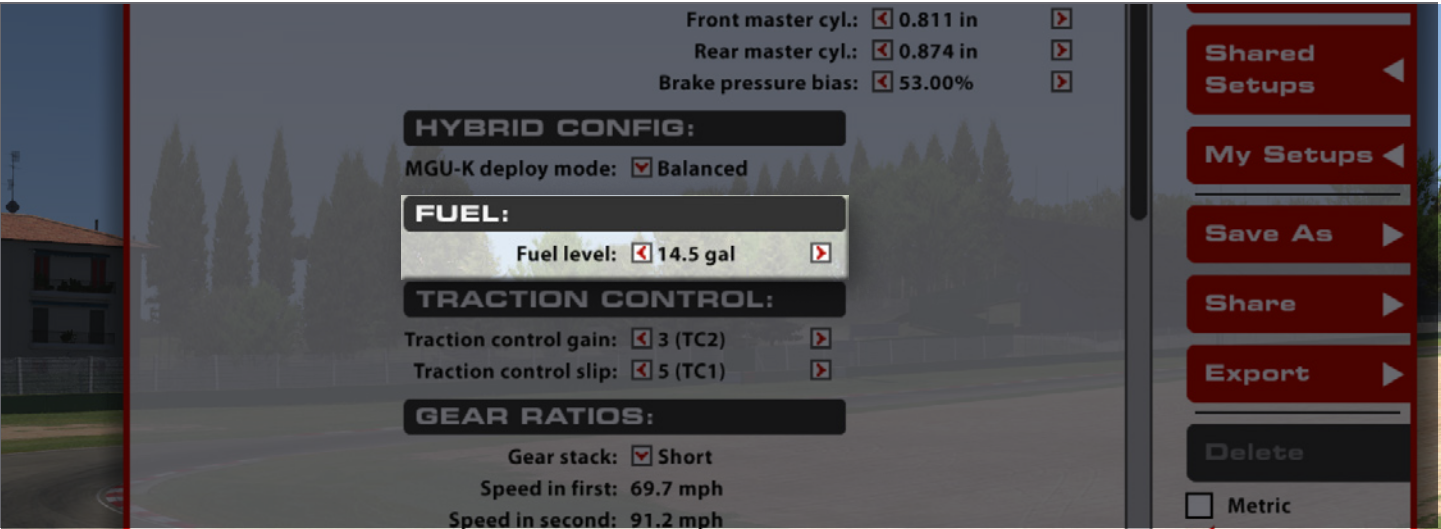 Front master cyl.: 0.811 in
Rear master cyl.: 0.874 in
Brake pressure bias: 53.00%
HYBRID CONFIG:
MGU-K deploy mode: Balanced
FUEL:
Fuel level: 14.5 gal
TRACTION CONTROL:
Traction control gain: 3 (TC2)
Traction control slip: 5 (TC1)
GEAR RATIOS:
Gear stack: Short
Speed in first: 69.7 mph
Speed in second: 91.2 mph
Shared
Setups
My Setups
Save As
Share
Export
Delete
Metric